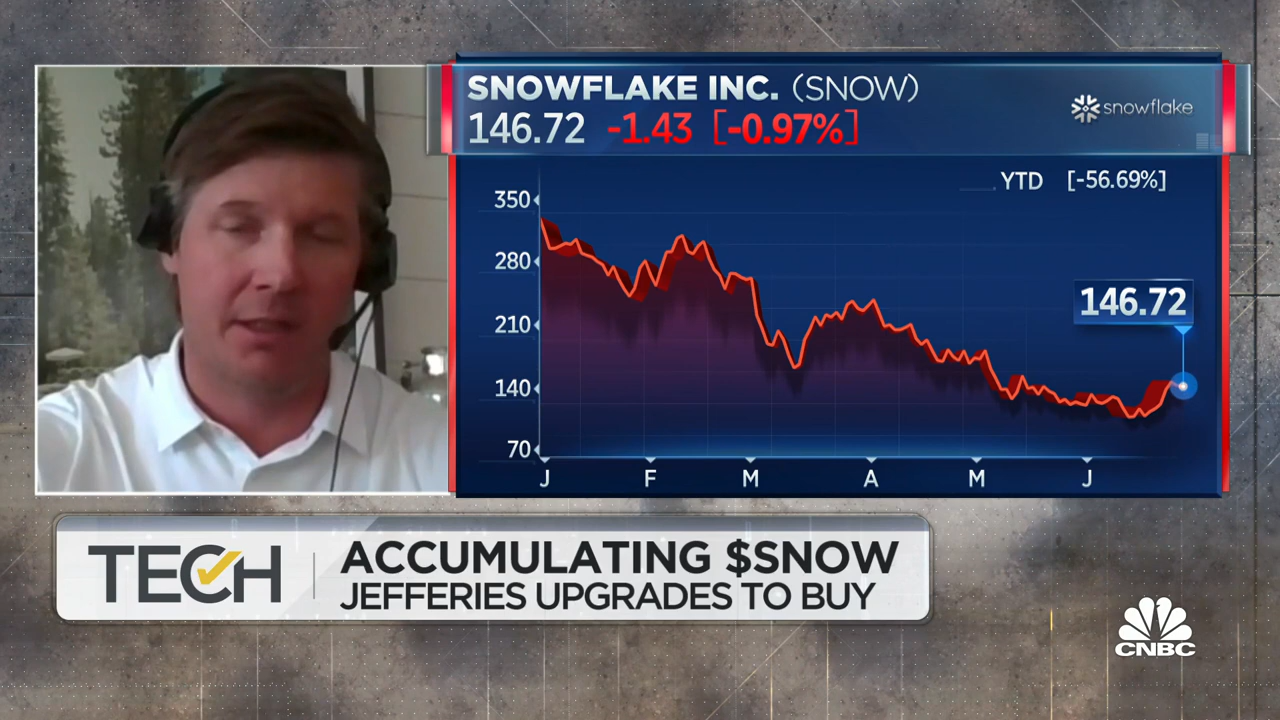 SNOWFLAKE INC. (SNOW)
146.72 -1.43 [-0.97%]
snowflake
YTD [-56.69%]
350
280
210
140
70
146.72
J F M A M J
TECH
ACCUMULATING $SNOW
JEFFERIES UPGRADES TO BUY
CNBC